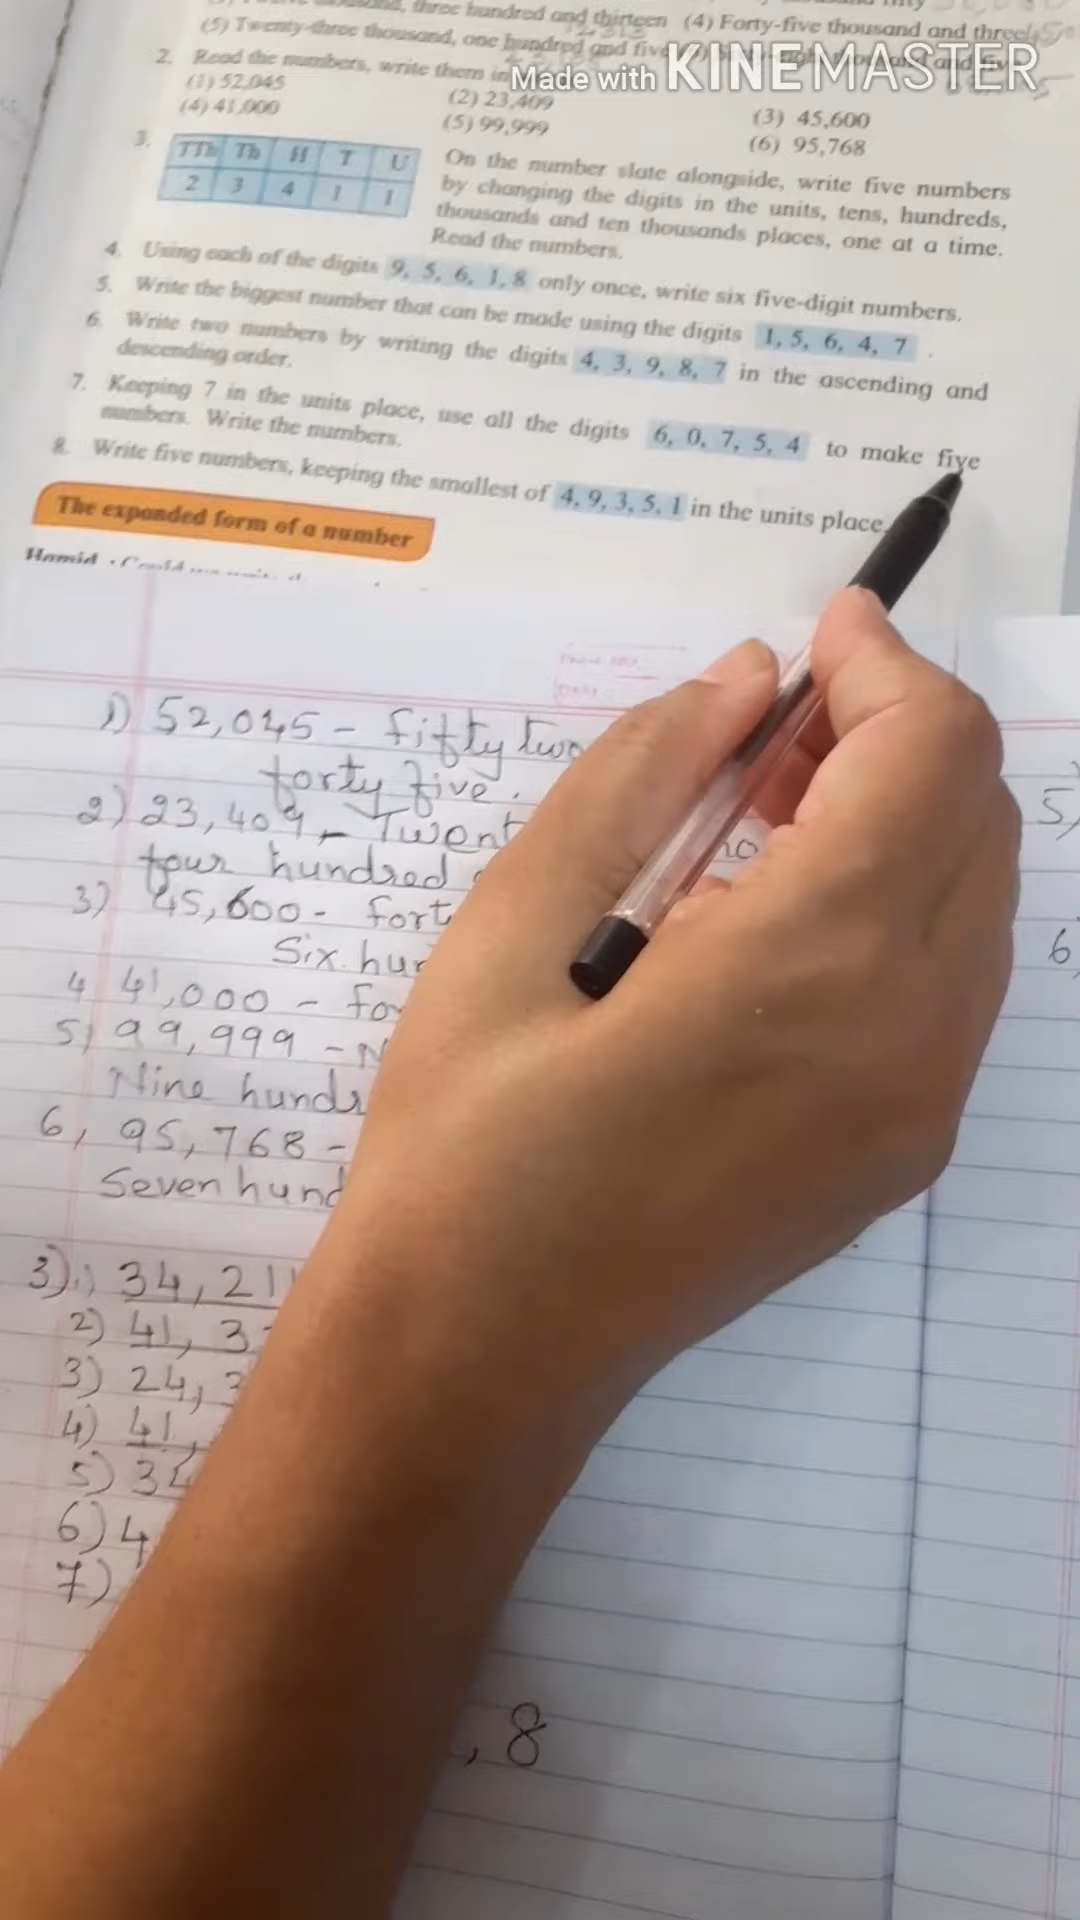 three hundred and thirteen (4) Forty-five thousand and three
(5) Twenty-three thousand, one hundred and five
Made with KINEMASTER
2. Read the numbers, write them in
(1) 52,045 (2) 23,409 (3) 45,600
(4) 41,000 (5) 99,999 (6) 95,768
3. TTh Th H T U
2 3 4 1 1
On the number slate alongside, write five numbers
by changing the digits in the units, tens, hundreds,
thousands and ten thousands places, one at a time.
Read the numbers.
4. Using each of the digits 9, 5, 6, 1, 8 only once, write six five-digit numbers.
5. Write the biggest number that can be made using the digits 1, 5, 6, 4, 7 .
6. Write two numbers by writing the digits 4, 3, 9, 8, 7 in the ascending and
descending order.
7. Keeping 7 in the units place, use all the digits 6, 0, 7, 5, 4 to make five
numbers. Write the numbers.
8. Write five numbers, keeping the smallest of 4, 9, 3, 5, 1 in the units place.
The expanded form of a number
Hamid
1) 52,045 - fifty two
forty five.
2) 23,409 - Twent
four hundred
3) 45,600 - fort
Six hun
4 41,000 - fo
5) 99,999 - N
Nine hundr
6, 95,768 -
Seven hund
3) 1) 34,211
2) 41, 3
3) 24, 3
4) 41,
5) 34
6) 4
7)
, 8
5,
6